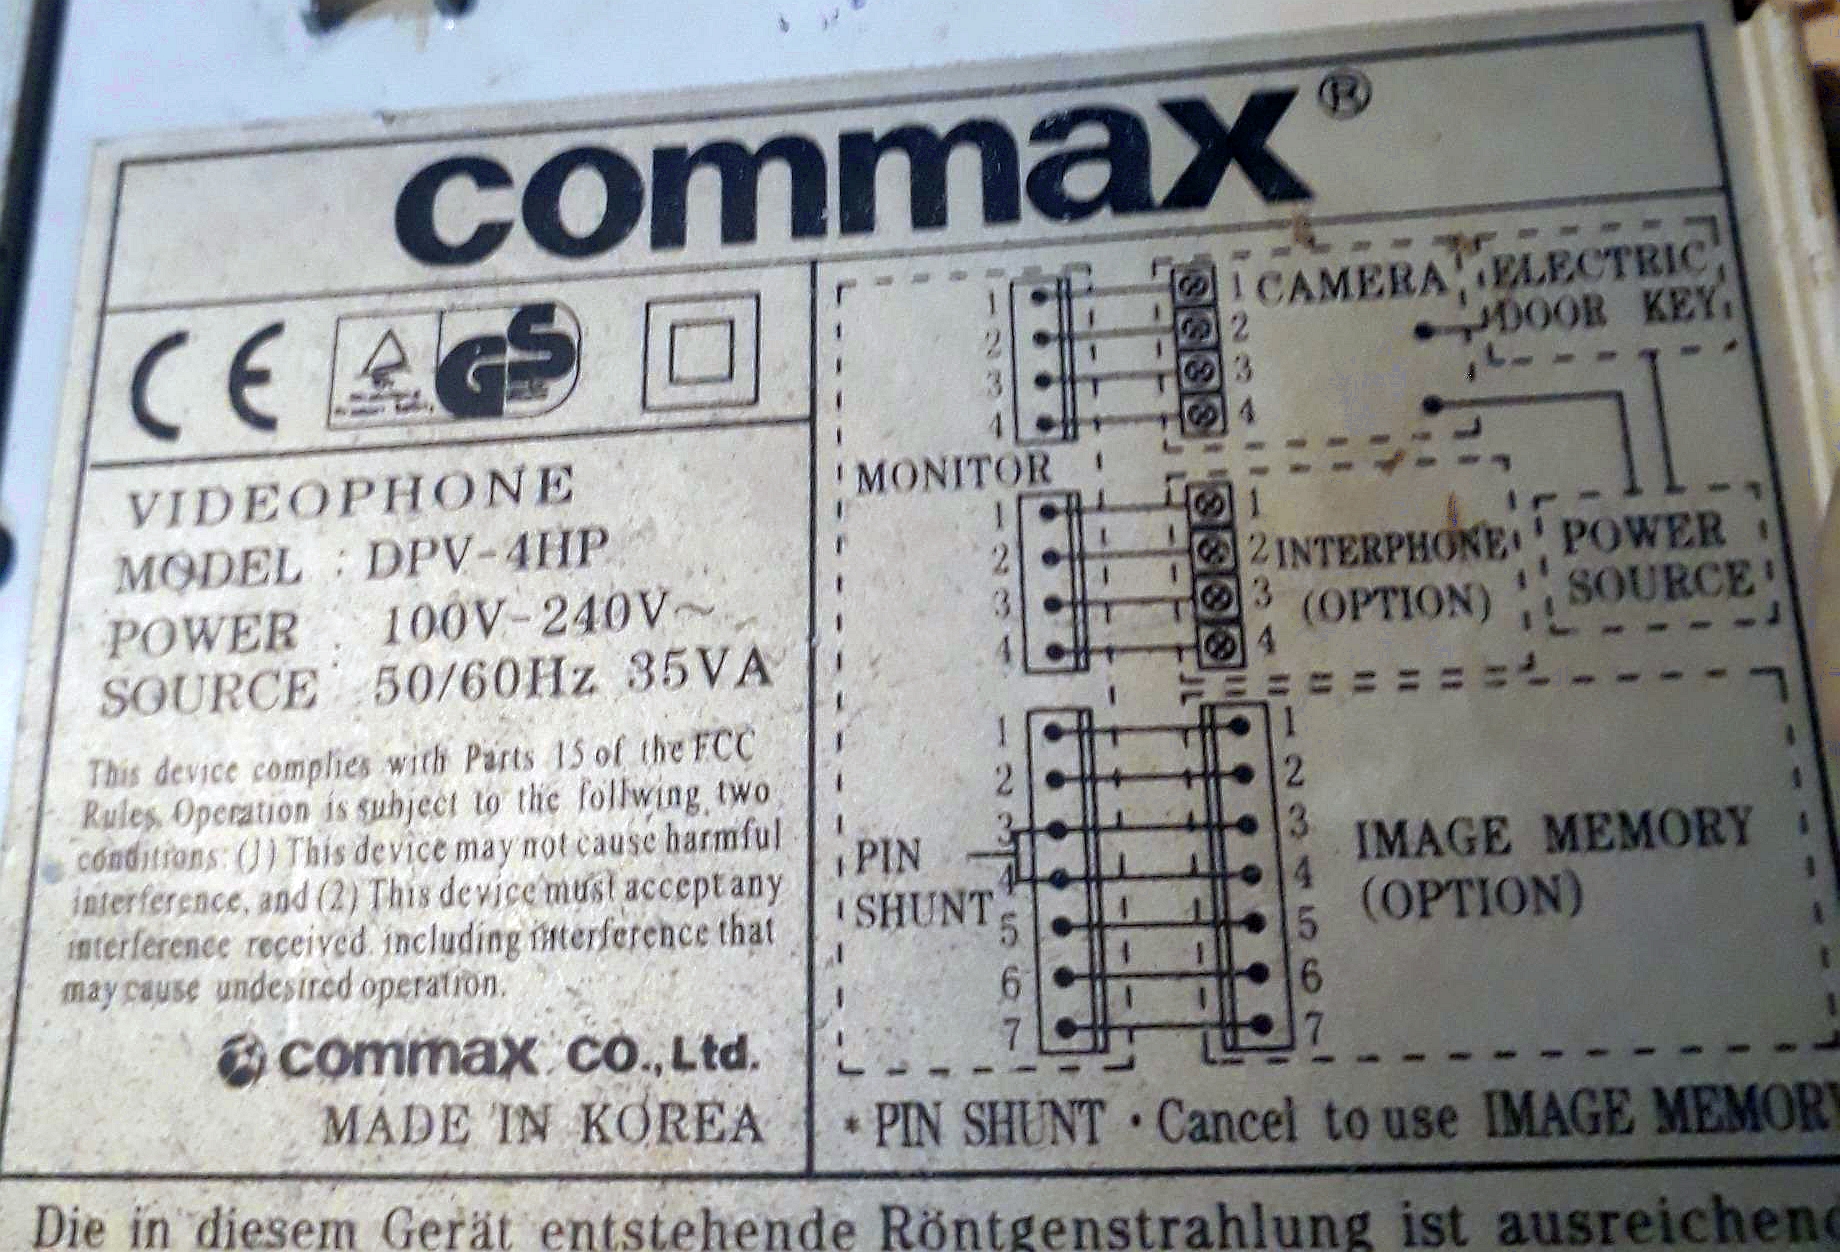 commax®
CE
GS
VIDEOPHONE
MODEL : DPV-4HP
POWER : 100V-240V~
SOURCE : 50/60Hz 35VA
This device complies with Parts 15 of the FCC
Rules. Operation is subject to the follwing two
conditions: (1) This device may not cause harmful
interference, and (2) This device must accept any
interference received. including interference that
may cause undesired operation.
commax CO., Ltd.
MADE IN KOREA
1 1 CAMERA ELECTRIC
2 2 DOOR KEY
3 3
4 4
MONITOR
1 1
2 2 INTERPHONE POWER
3 3 (OPTION) SOURCE
4 4
1 1
2 2
3 3 IMAGE MEMORY
PIN 4 4 (OPTION)
SHUNT 5 5
6 6
7 7
* PIN SHUNT · Cancel to use IMAGE MEMOR
Die in diesem Gerät entstehende Röntgenstrahlung ist ausreichend